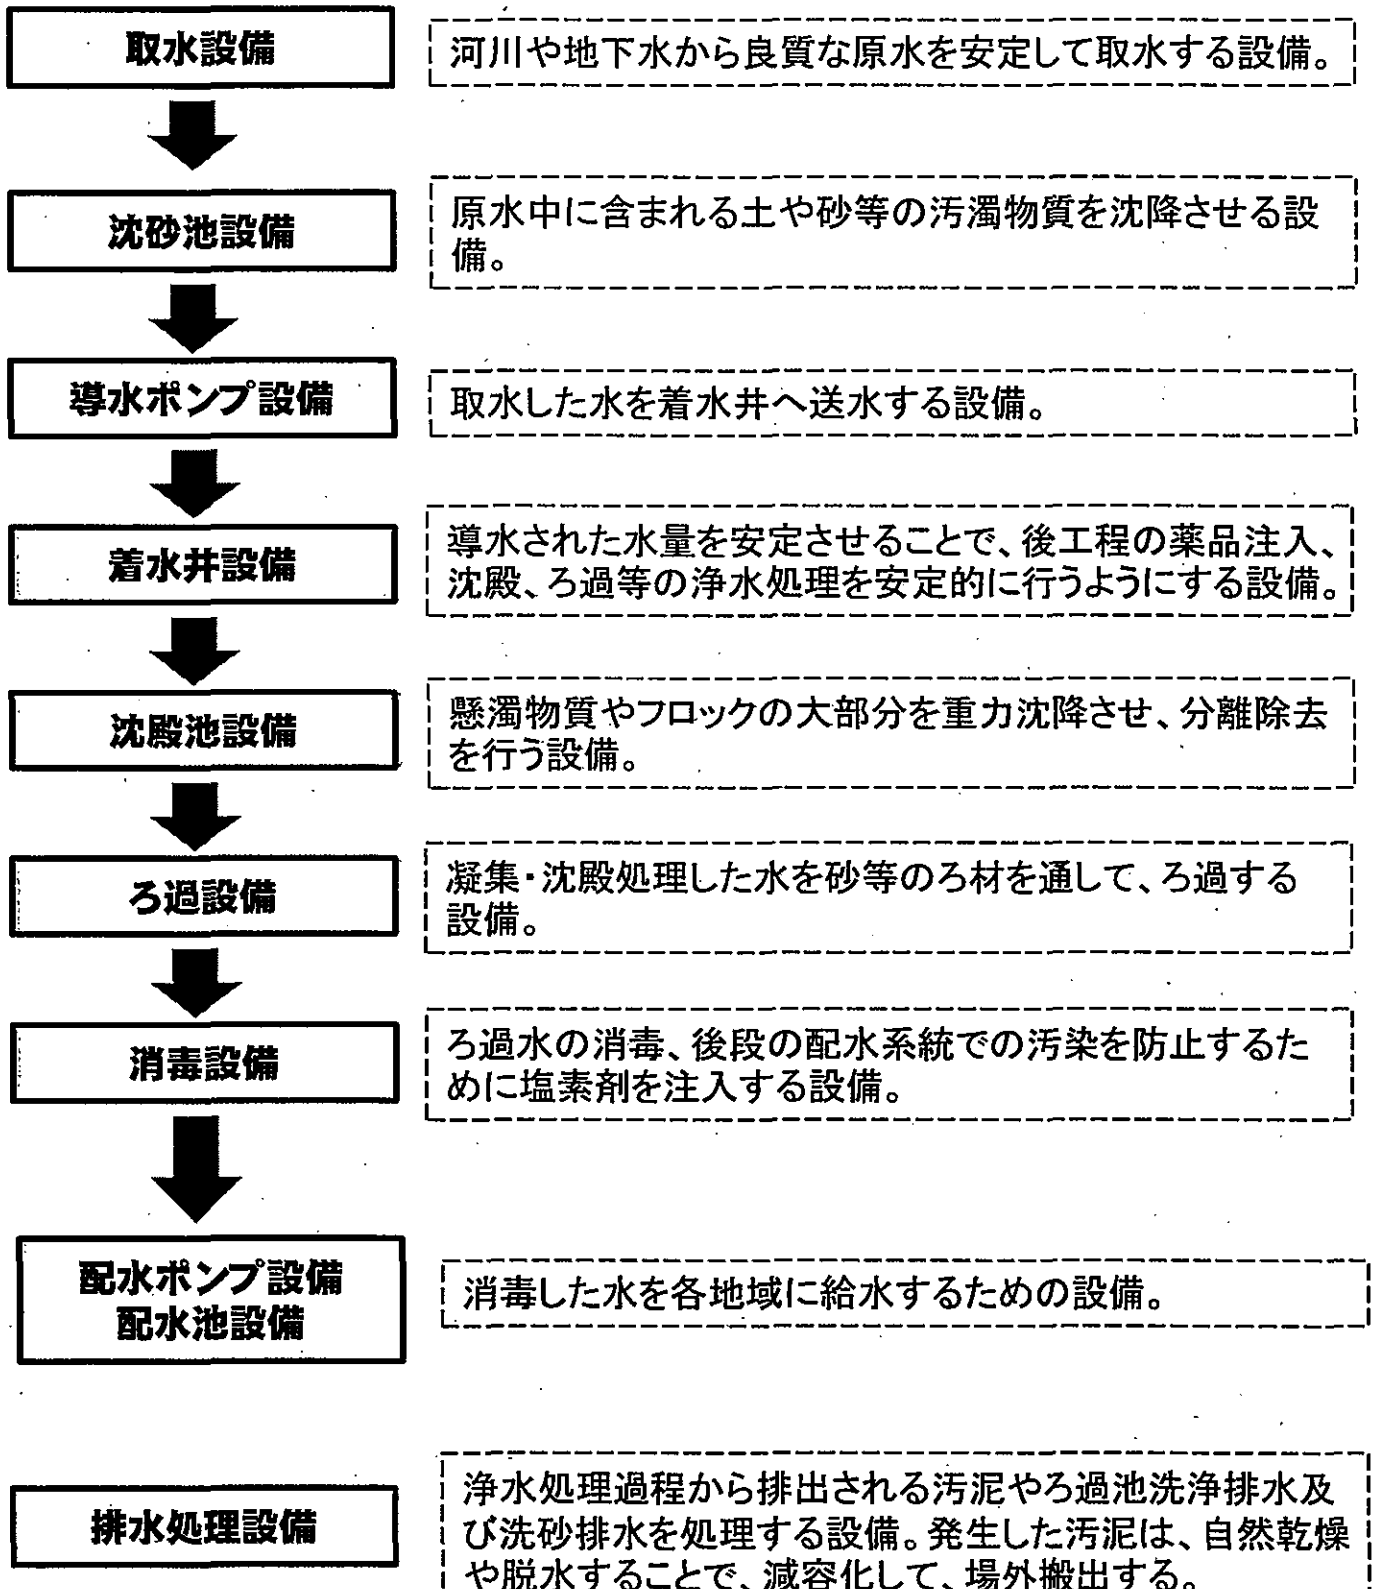 取水設備
河川や地下水から良質な原水を安定して取水する設備。
沈砂池設備
原水中に含まれる土や砂等の汚濁物質を沈降させる設
備。
導水ポンプ設備
取水した水を着水井へ送水する設備。
着水井設備
導水された水量を安定させることで、後工程の薬品注入、
沈殿、ろ過等の浄水処理を安定的に行うようにする設備。
沈殿池設備
懸濁物質やフロックの大部分を重力沈降させ、分離除去
を行う設備。
ろ過設備
凝集・沈殿処理した水を砂等のろ材を通して、ろ過する
設備。
消毒設備
ろ過水の消毒、後段の配水系統での汚染を防止するた
めに塩素剤を注入する設備。
配水ポンプ設備
配水池設備
消毒した水を各地域に給水するための設備。
排水処理設備
浄水処理過程から排出される汚泥やろ過池洗浄排水及
び洗砂排水を処理する設備。発生した汚泥は、自然乾燥
や脱水することで、減容化して、場外搬出する。